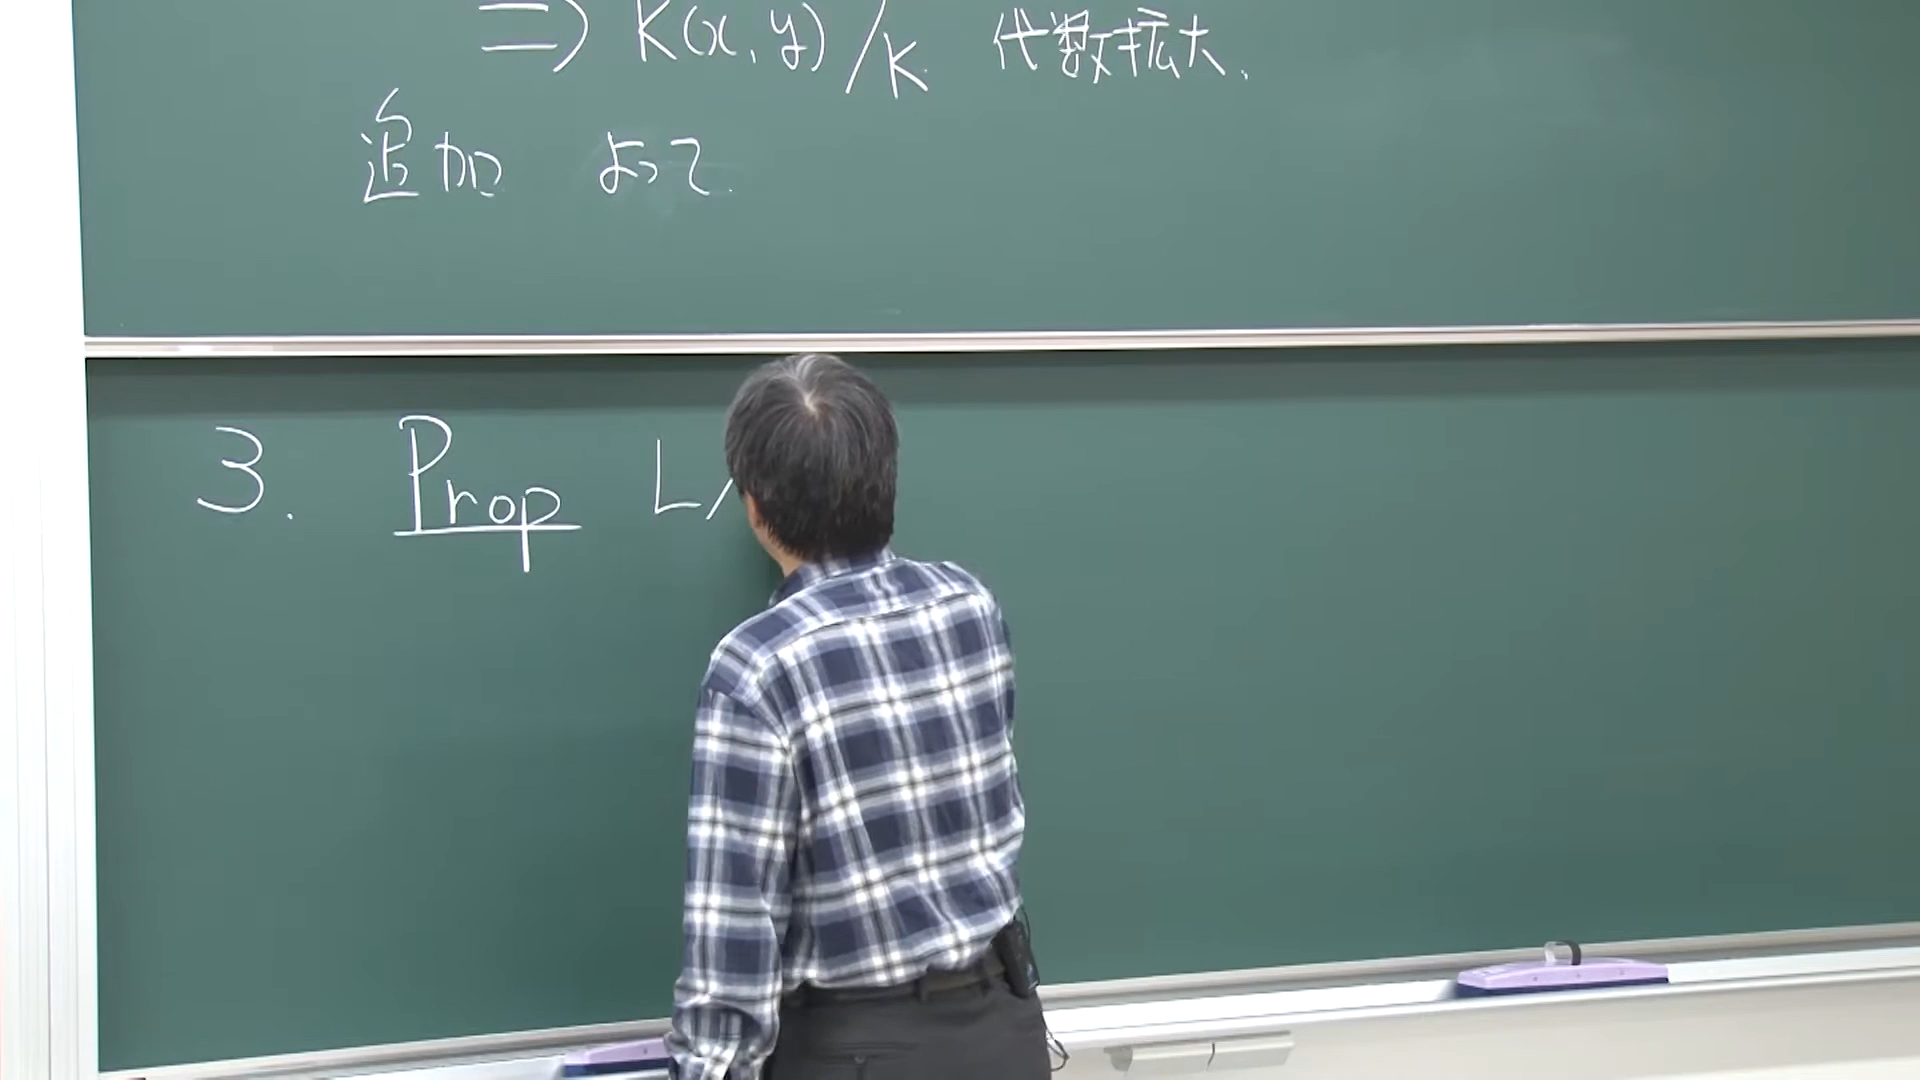 ⇒ K(x, y)/K 代数拡大.
追加 よって.
3. Prop L/